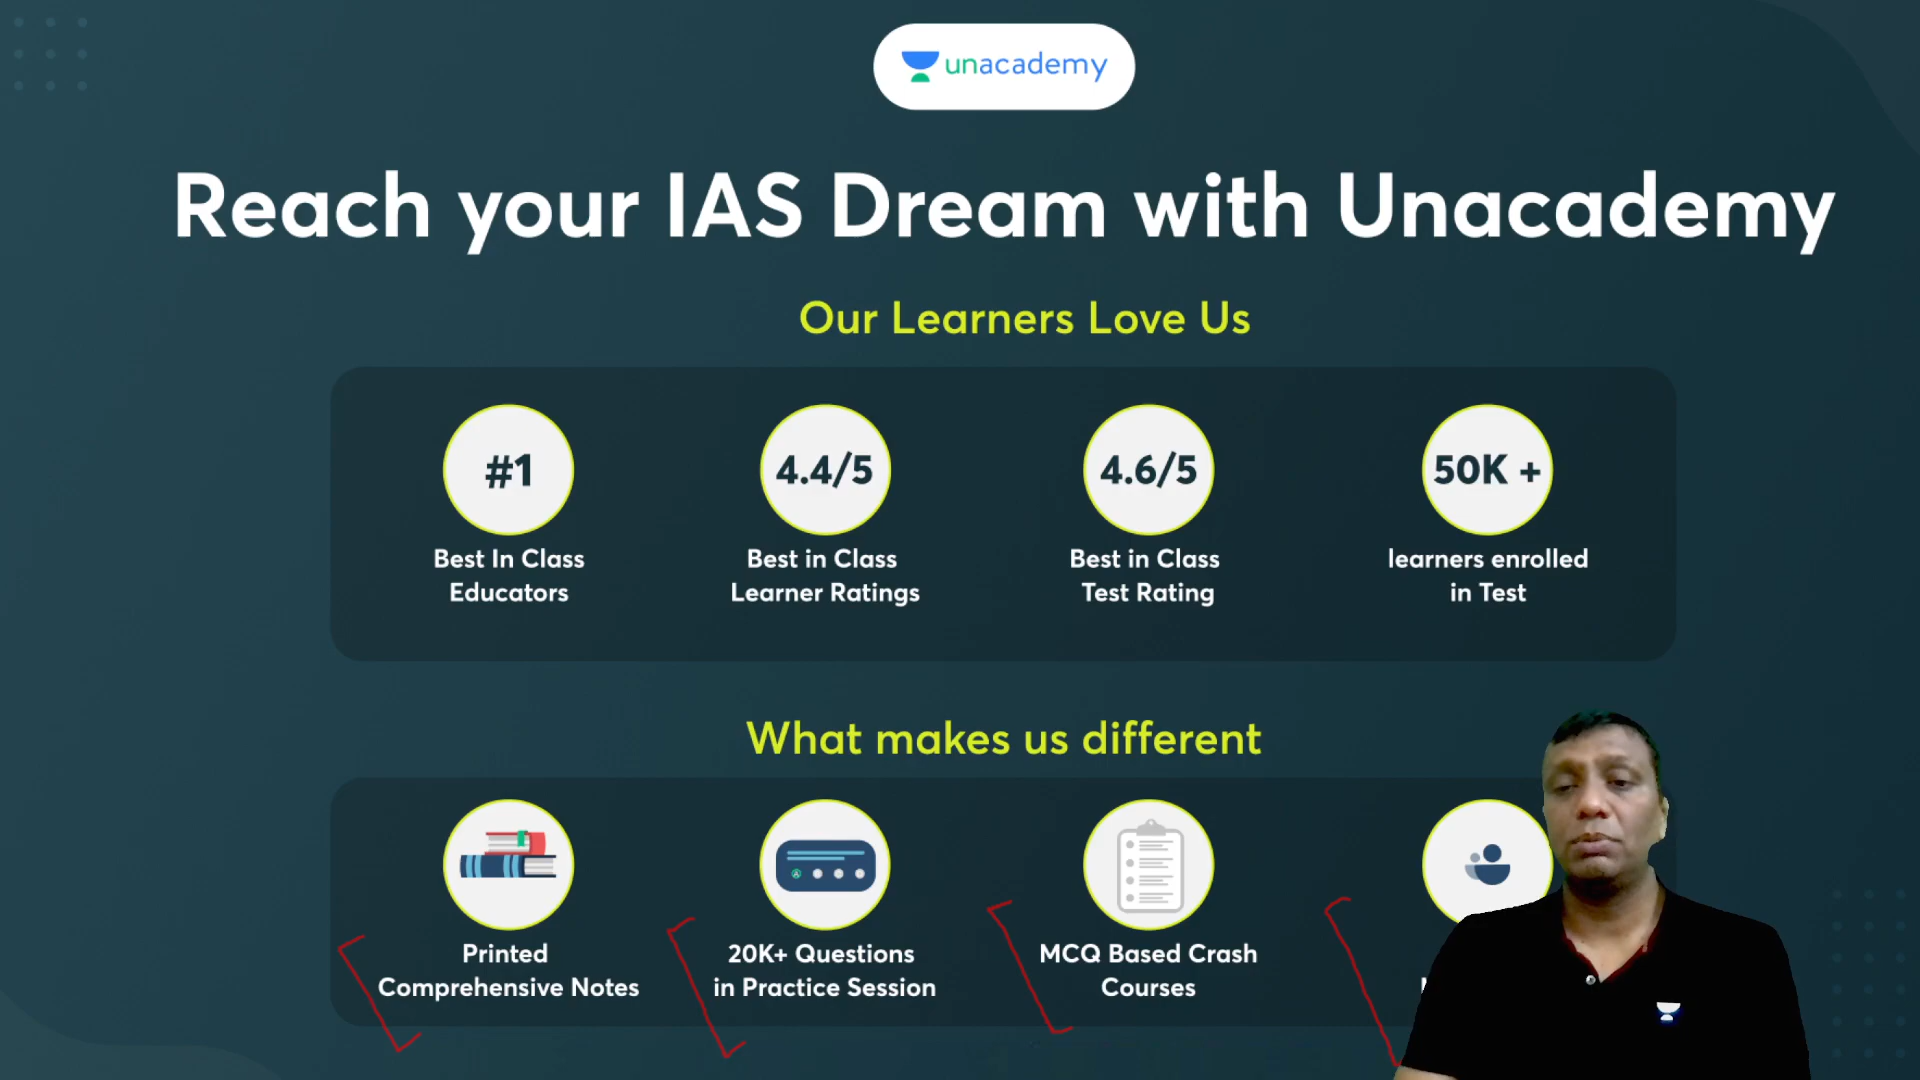 unacademy
Reach your IAS Dream with Unacademy
Our Learners Love Us
#1
4.4/5
4.6/5
50K +
Best In Class
Educators
Best in Class
Learner Ratings
Best in Class
Test Rating
learners enrolled
in Test
What makes us different
Printed
Comprehensive Notes
20K+ Questions
in Practice Session
MCQ Based Crash
Courses